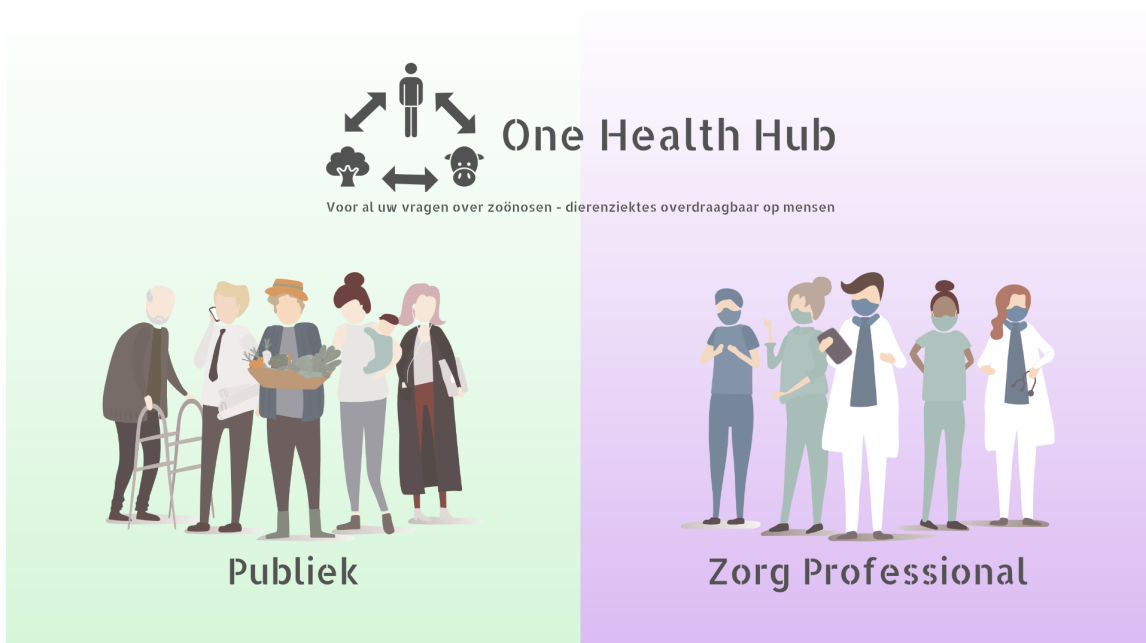 One Health Hub
Voor al uw vragen over zoönosen - dierenziektes overdraagbaar op mensen
Publiek
Zorg Professional